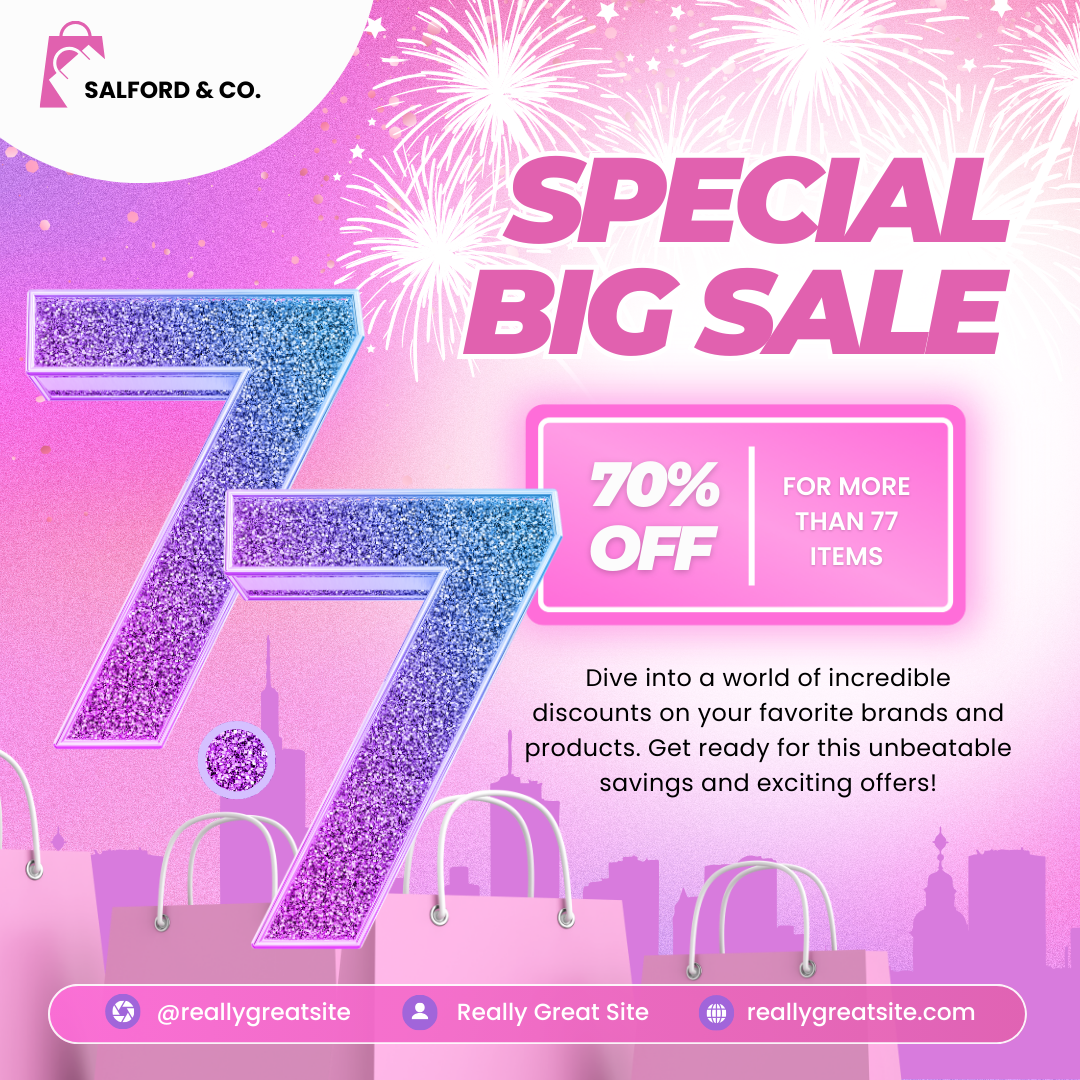 SALFORD & CO.
SPECIAL
BIG SALE
7.7
70%
OFF
FOR MORE
THAN 77
ITEMS
Dive into a world of incredible
discounts on your favorite brands and
products. Get ready for this unbeatable
savings and exciting offers!
@reallygreatsite
Really Great Site
reallygreatsite.com